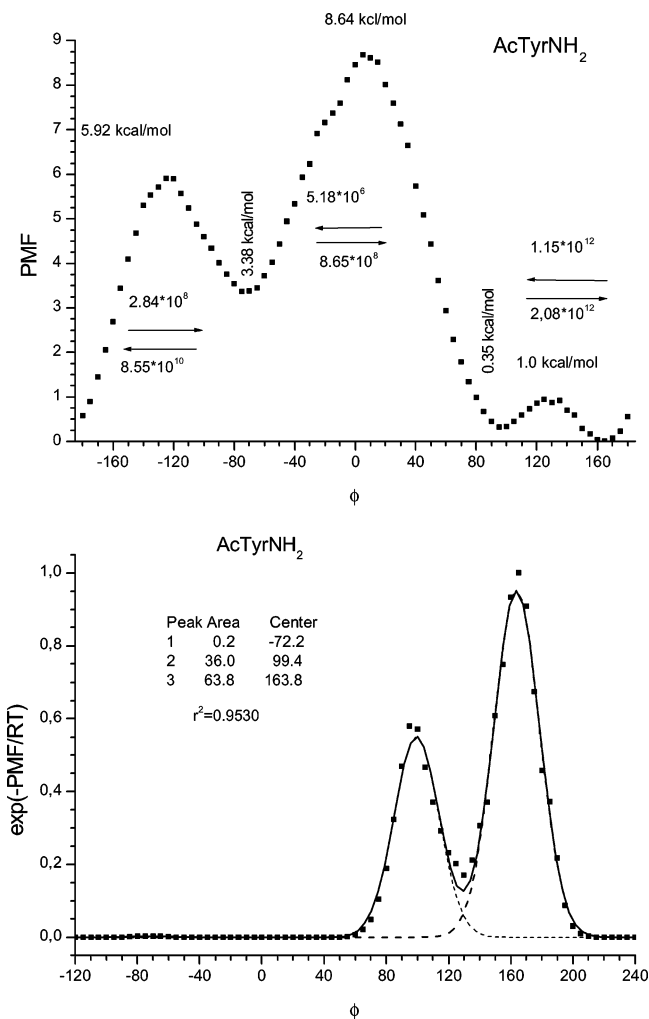 8.64 kcl/mol
AcTyrNH2
9
8
7
6
5
4
3
2
1
0
PMF
5.92 kcal/mol
3.38 kcal/mol
5.18*10^6
8.65*10^8
2.84*10^8
8.55*10^10
0.35 kcal/mol
1.15*10^12
2,08*10^12
1.0 kcal/mol
-160 -120 -80 -40 0 40 80 120 160
ϕ
AcTyrNH2
1,0
0,8
0,6
0,4
0,2
0,0
exp(-PMF/RT)
Peak Area Center
1 0.2 -72.2
2 36.0 99.4
3 63.8 163.8
r^2=0.9530
-120 -80 -40 0 40 80 120 160 200 240
ϕ